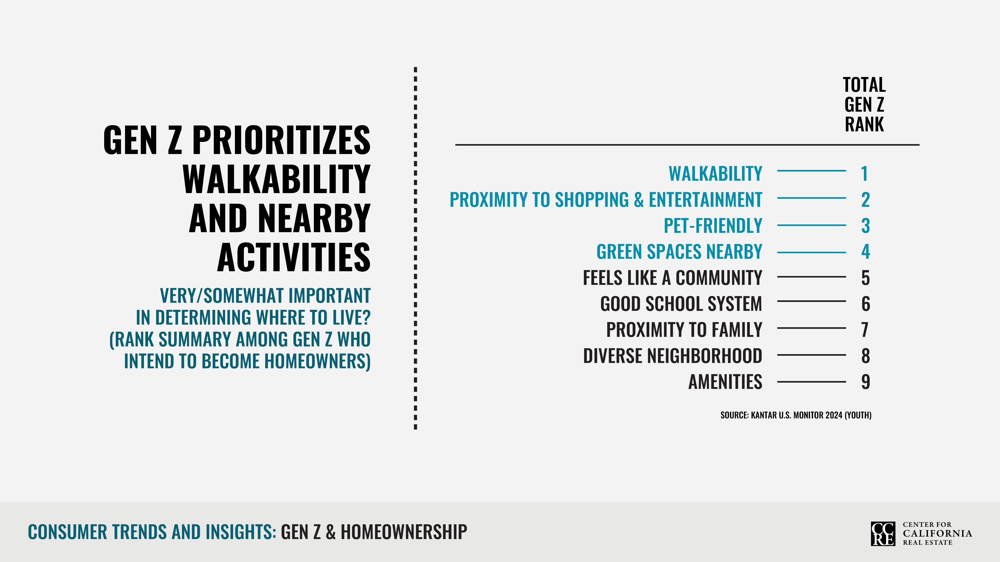 GEN Z PRIORITIZES
WALKABILITY
AND NEARBY
ACTIVITIES
VERY/SOMEWHAT IMPORTANT
IN DETERMINING WHERE TO LIVE?
(RANK SUMMARY AMONG GEN Z WHO
INTEND TO BECOME HOMEOWNERS)
TOTAL
GEN Z
RANK
WALKABILITY 1
PROXIMITY TO SHOPPING & ENTERTAINMENT 2
PET-FRIENDLY 3
GREEN SPACES NEARBY 4
FEELS LIKE A COMMUNITY 5
GOOD SCHOOL SYSTEM 6
PROXIMITY TO FAMILY 7
DIVERSE NEIGHBORHOOD 8
AMENITIES 9
SOURCE: KANTAR U.S. MONITOR 2024 (YOUTH)
CONSUMER TRENDS AND INSIGHTS: GEN Z & HOMEOWNERSHIP
CC
RE
CENTER FOR
CALIFORNIA
REAL ESTATE